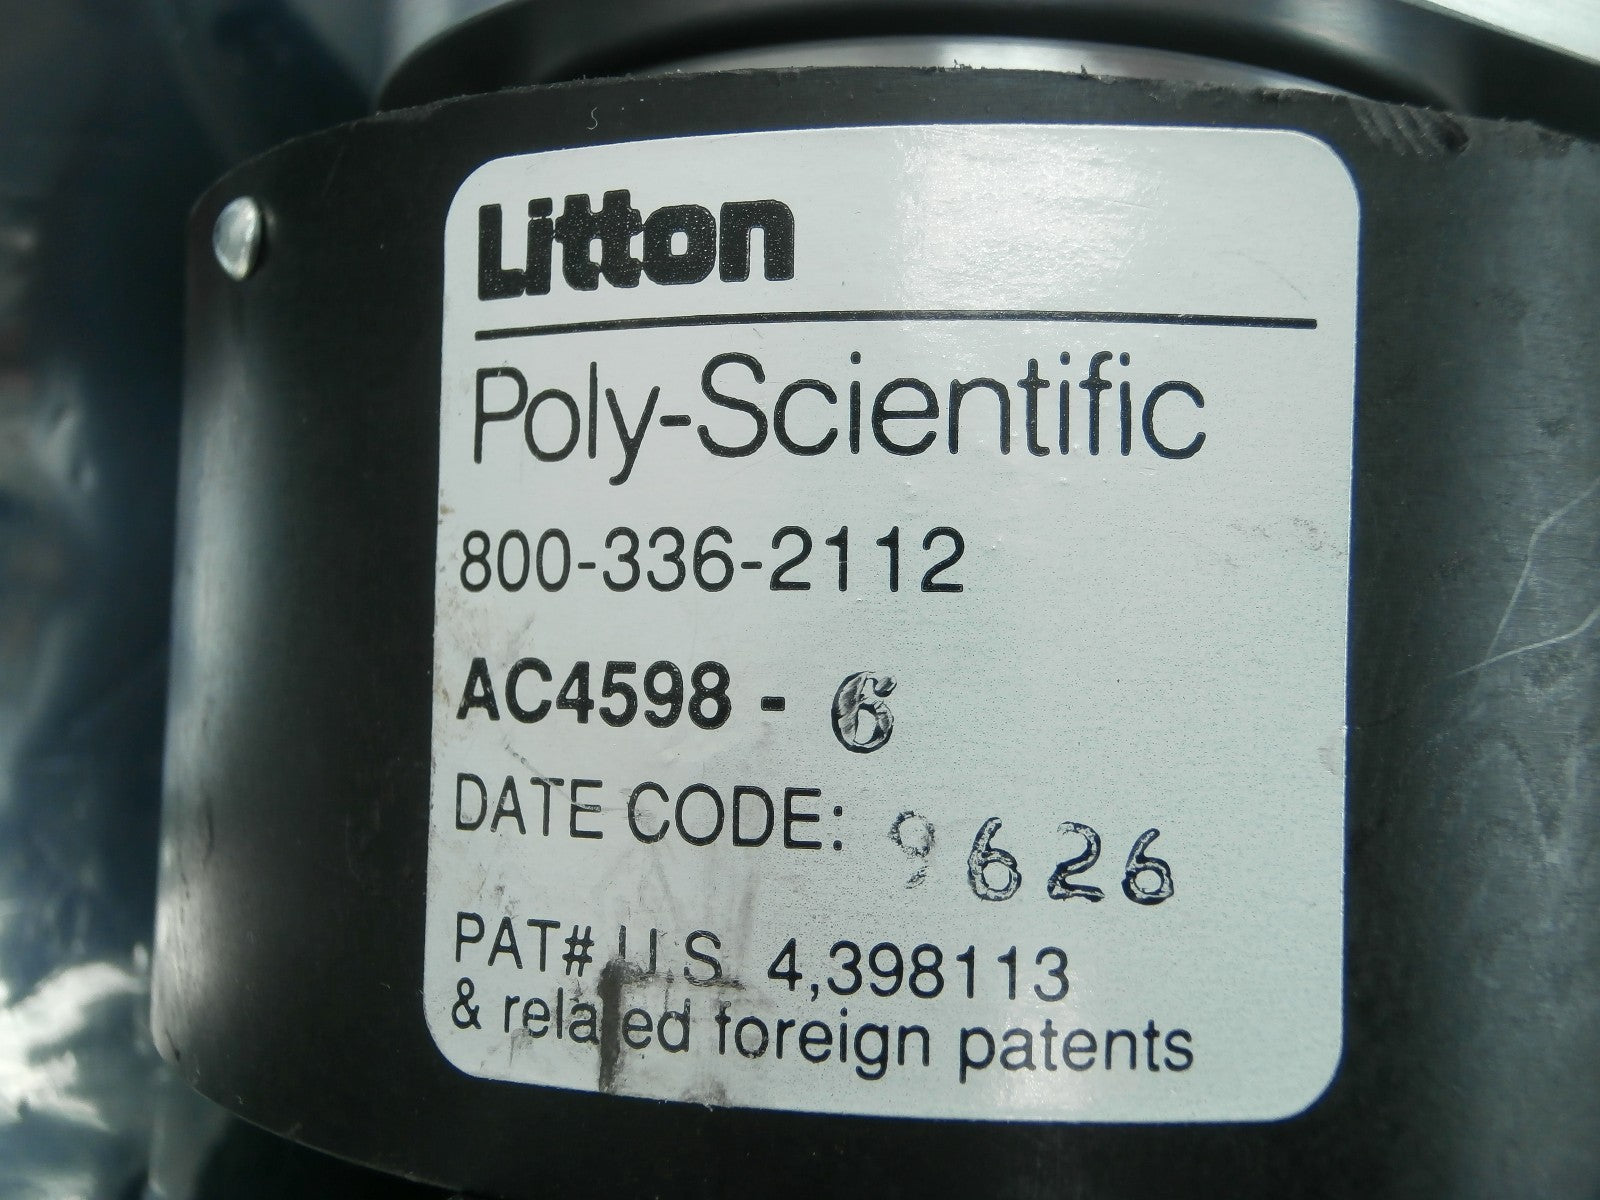 Litton
Poly-Scientific
800-336-2112
AC4598 - 6
DATE CODE: 9626
PAT# U.S. 4,398113
& related foreign patents